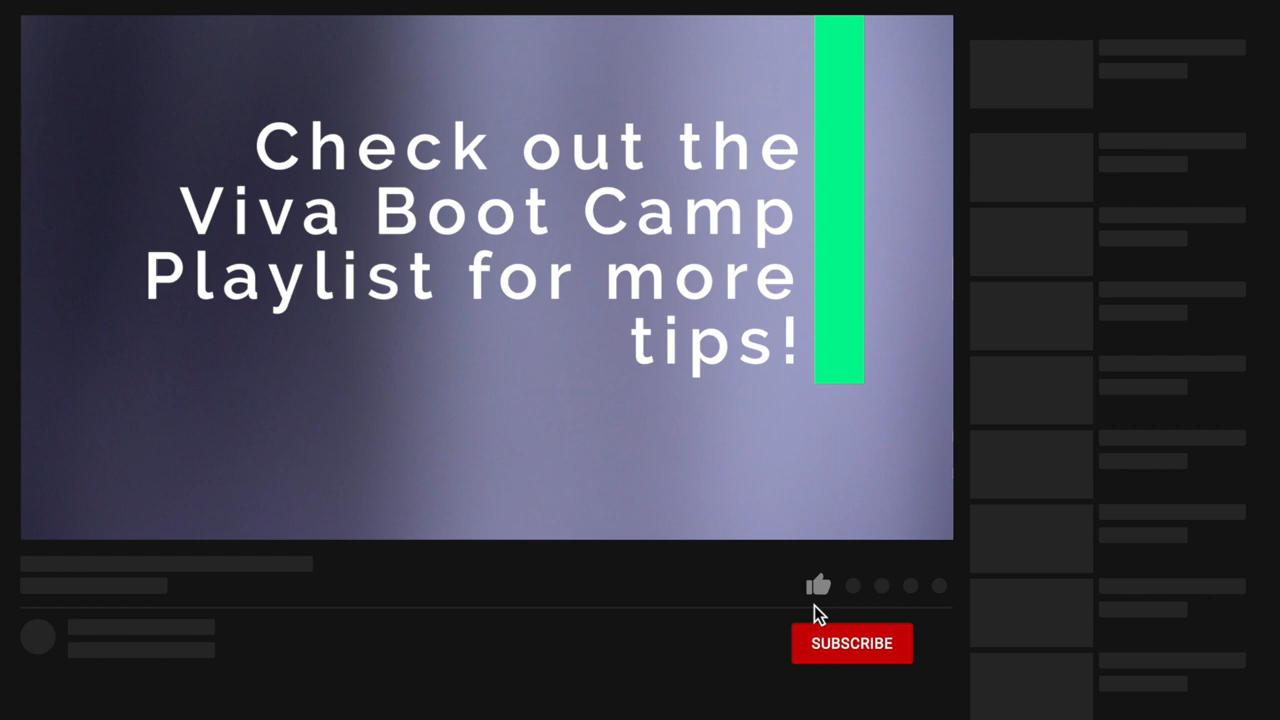 Check out the
Viva Boot Camp
Playlist for more
tips!
SUBSCRIBE